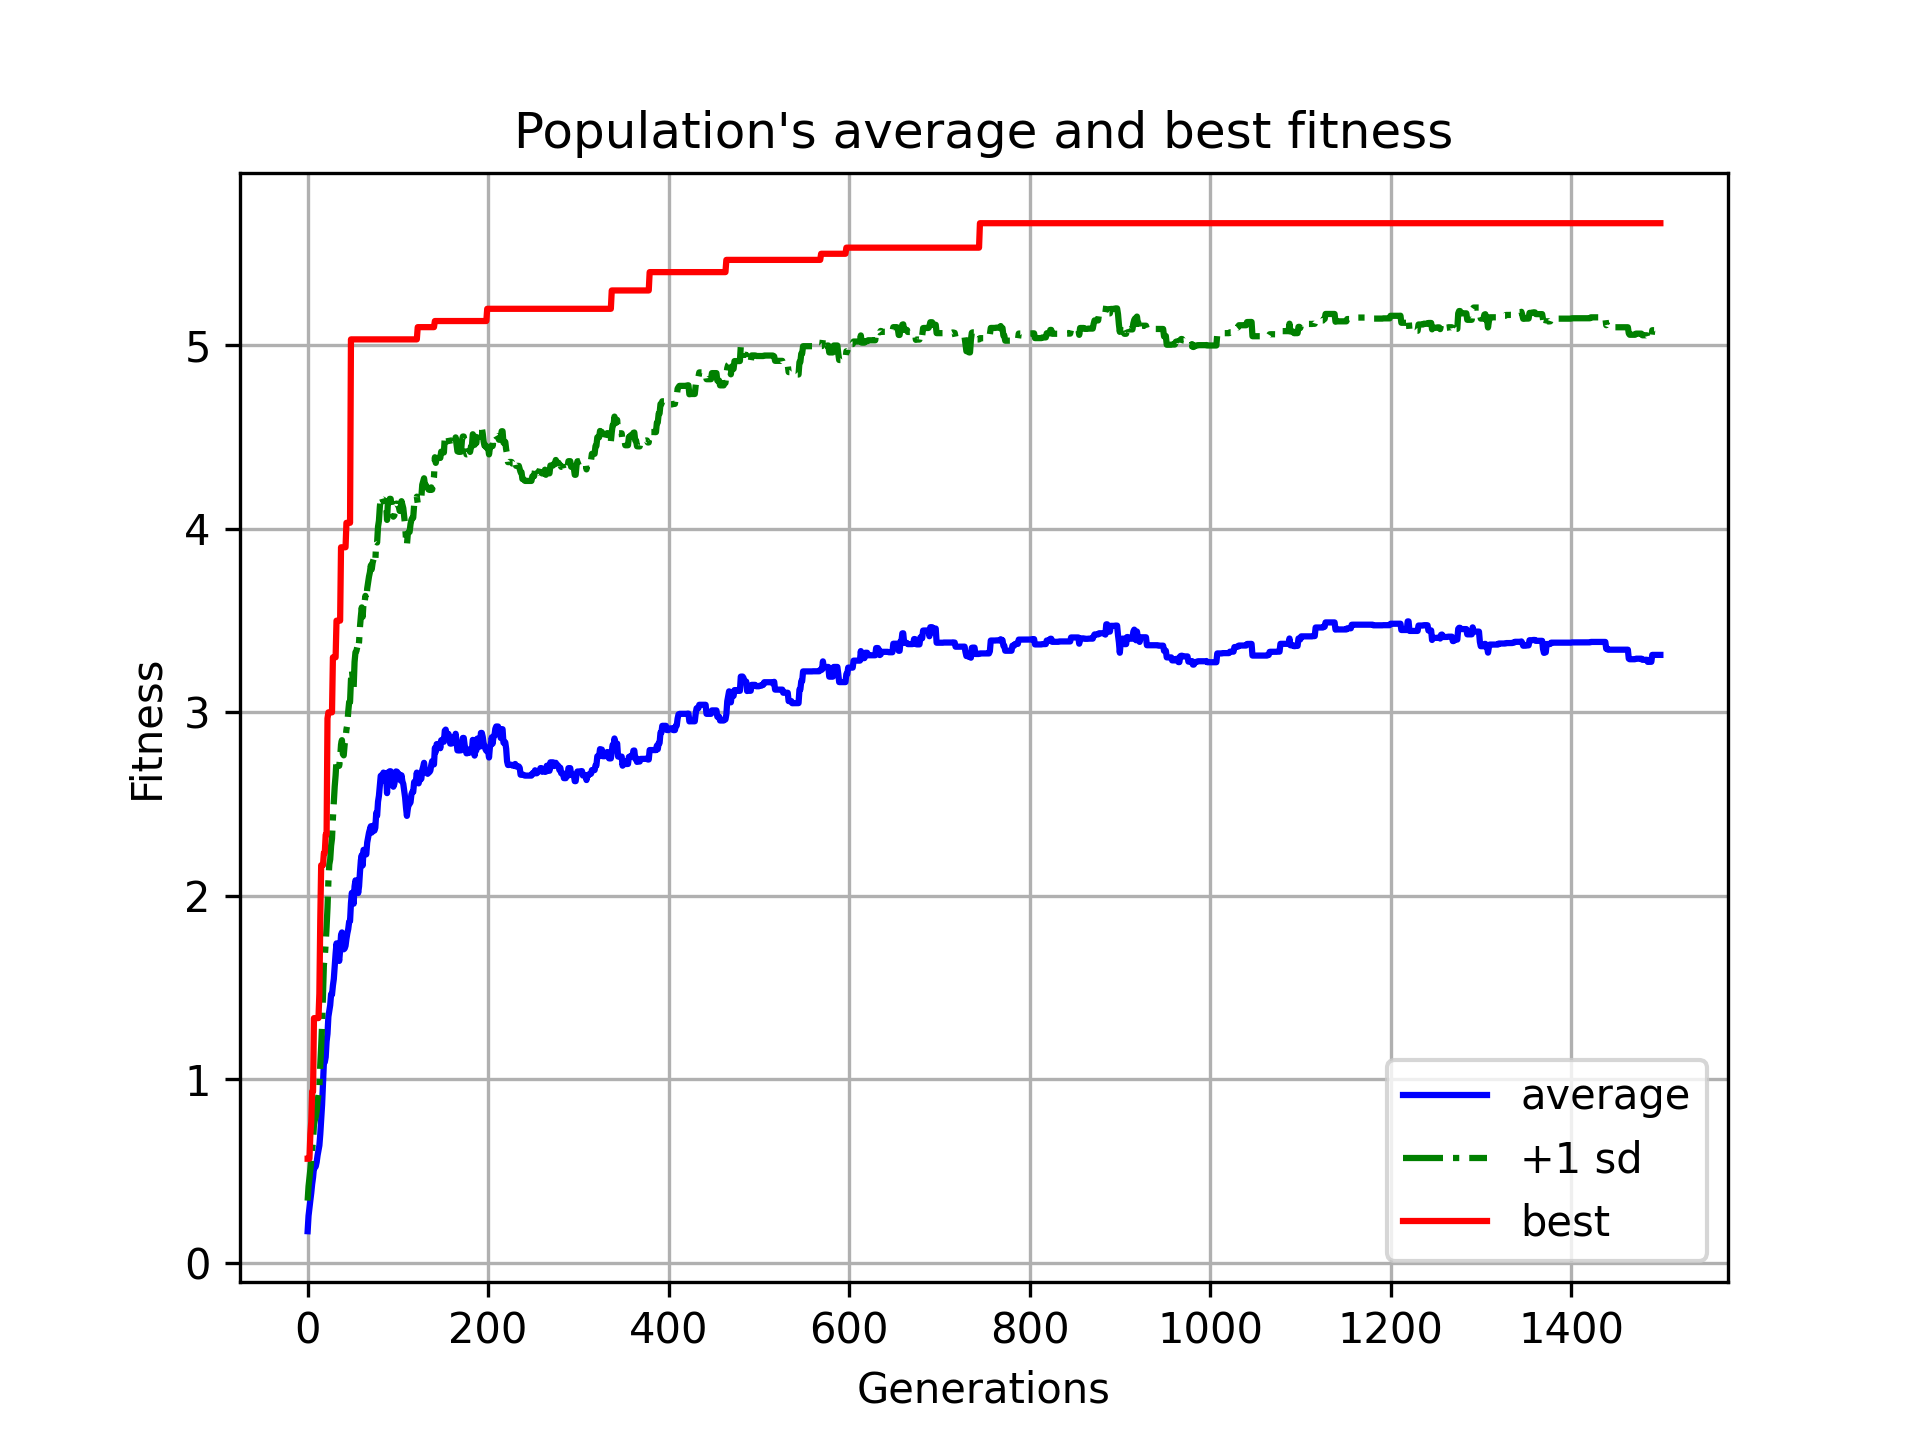 Population's average and best fitness
Fitness
5
4
3
2
1
0
0 200 400 600 800 1000 1200 1400
Generations
average
+1 sd
best